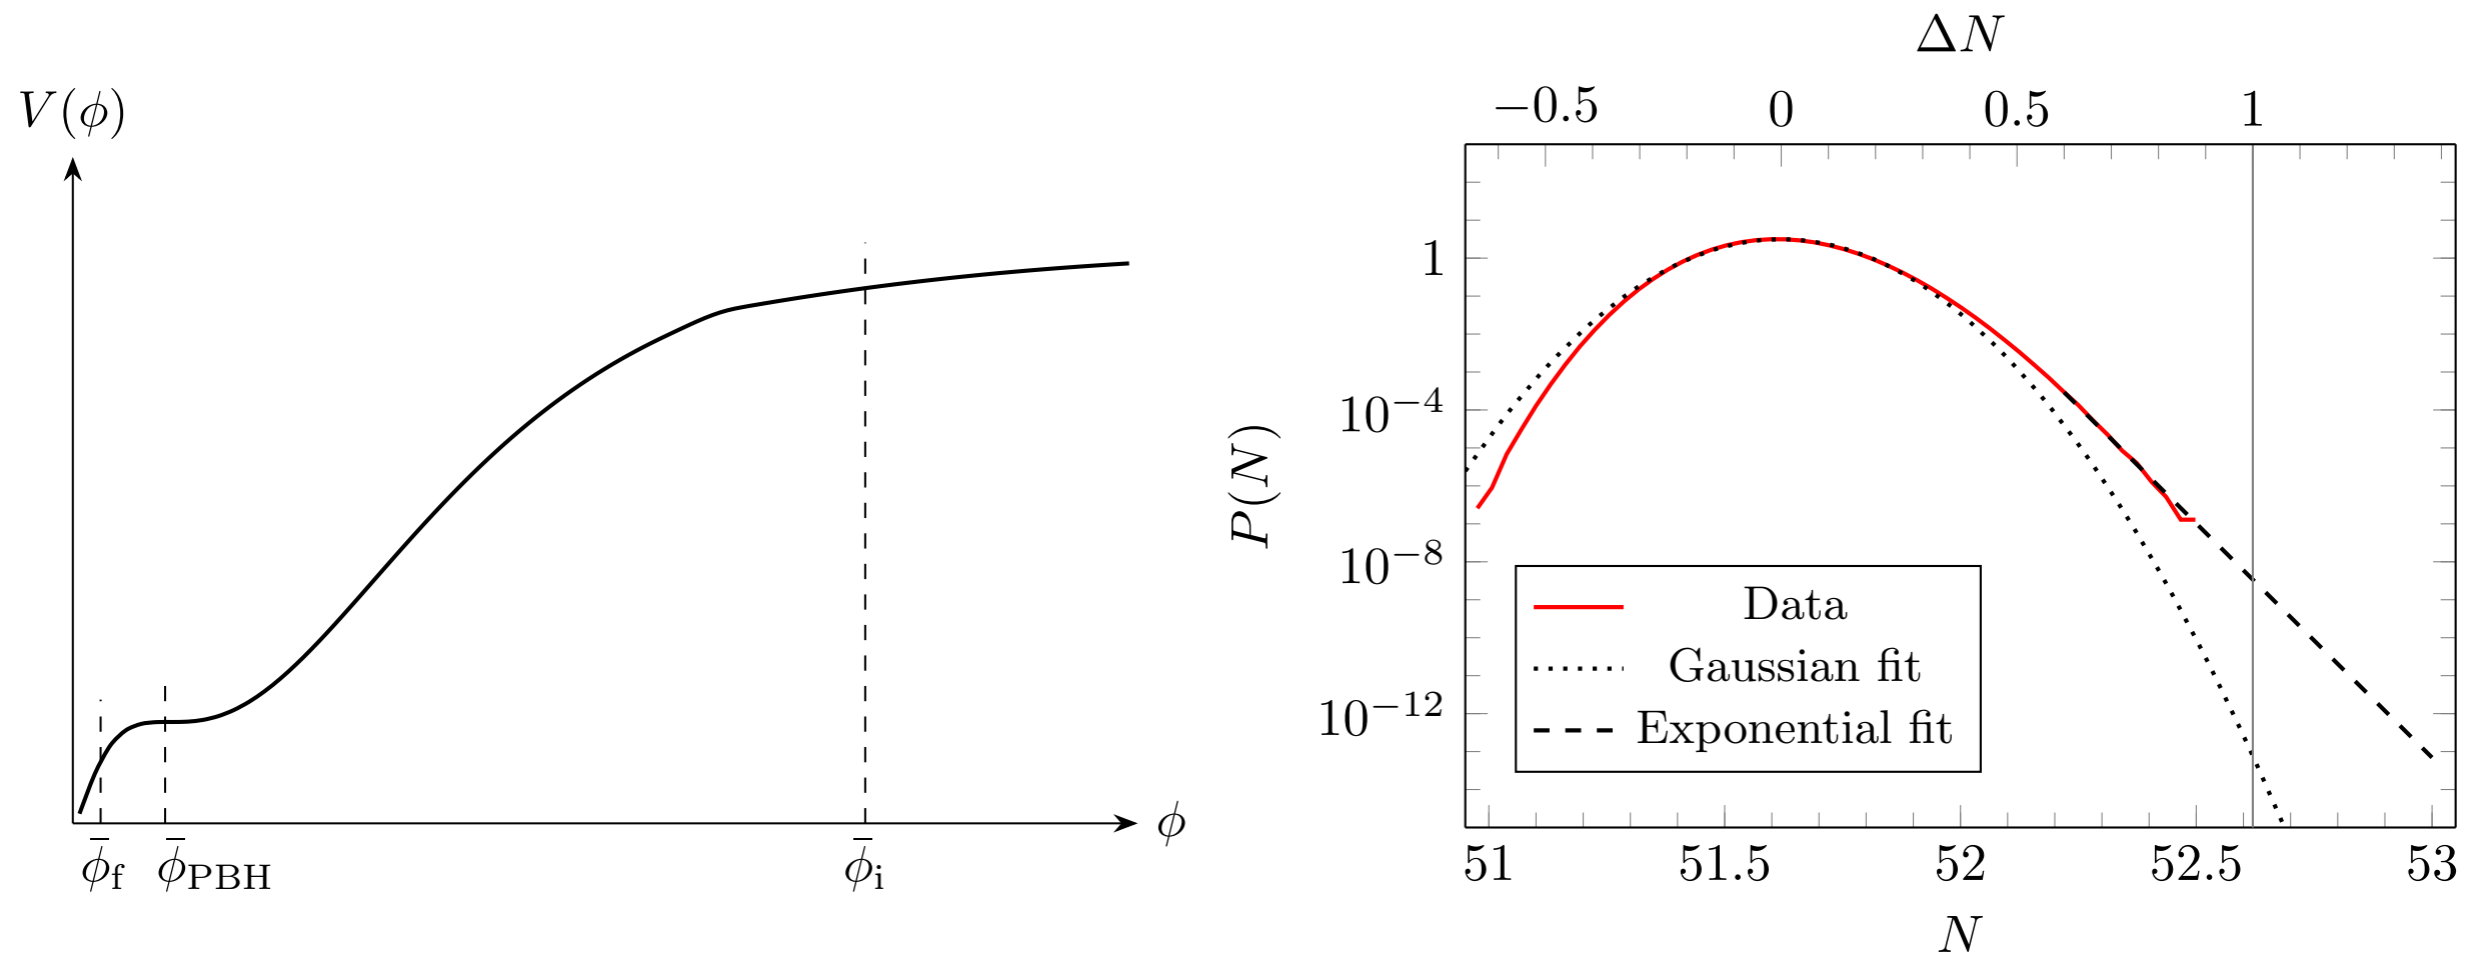 V(ϕ)
ϕ
ϕ̄f
ϕ̄PBH
ϕ̄i
ΔN
−0.5 0 0.5 1
1
10−4
10−8
10−12
P(N)
Data
Gaussian fit
Exponential fit
51 51.5 52 52.5 53
N